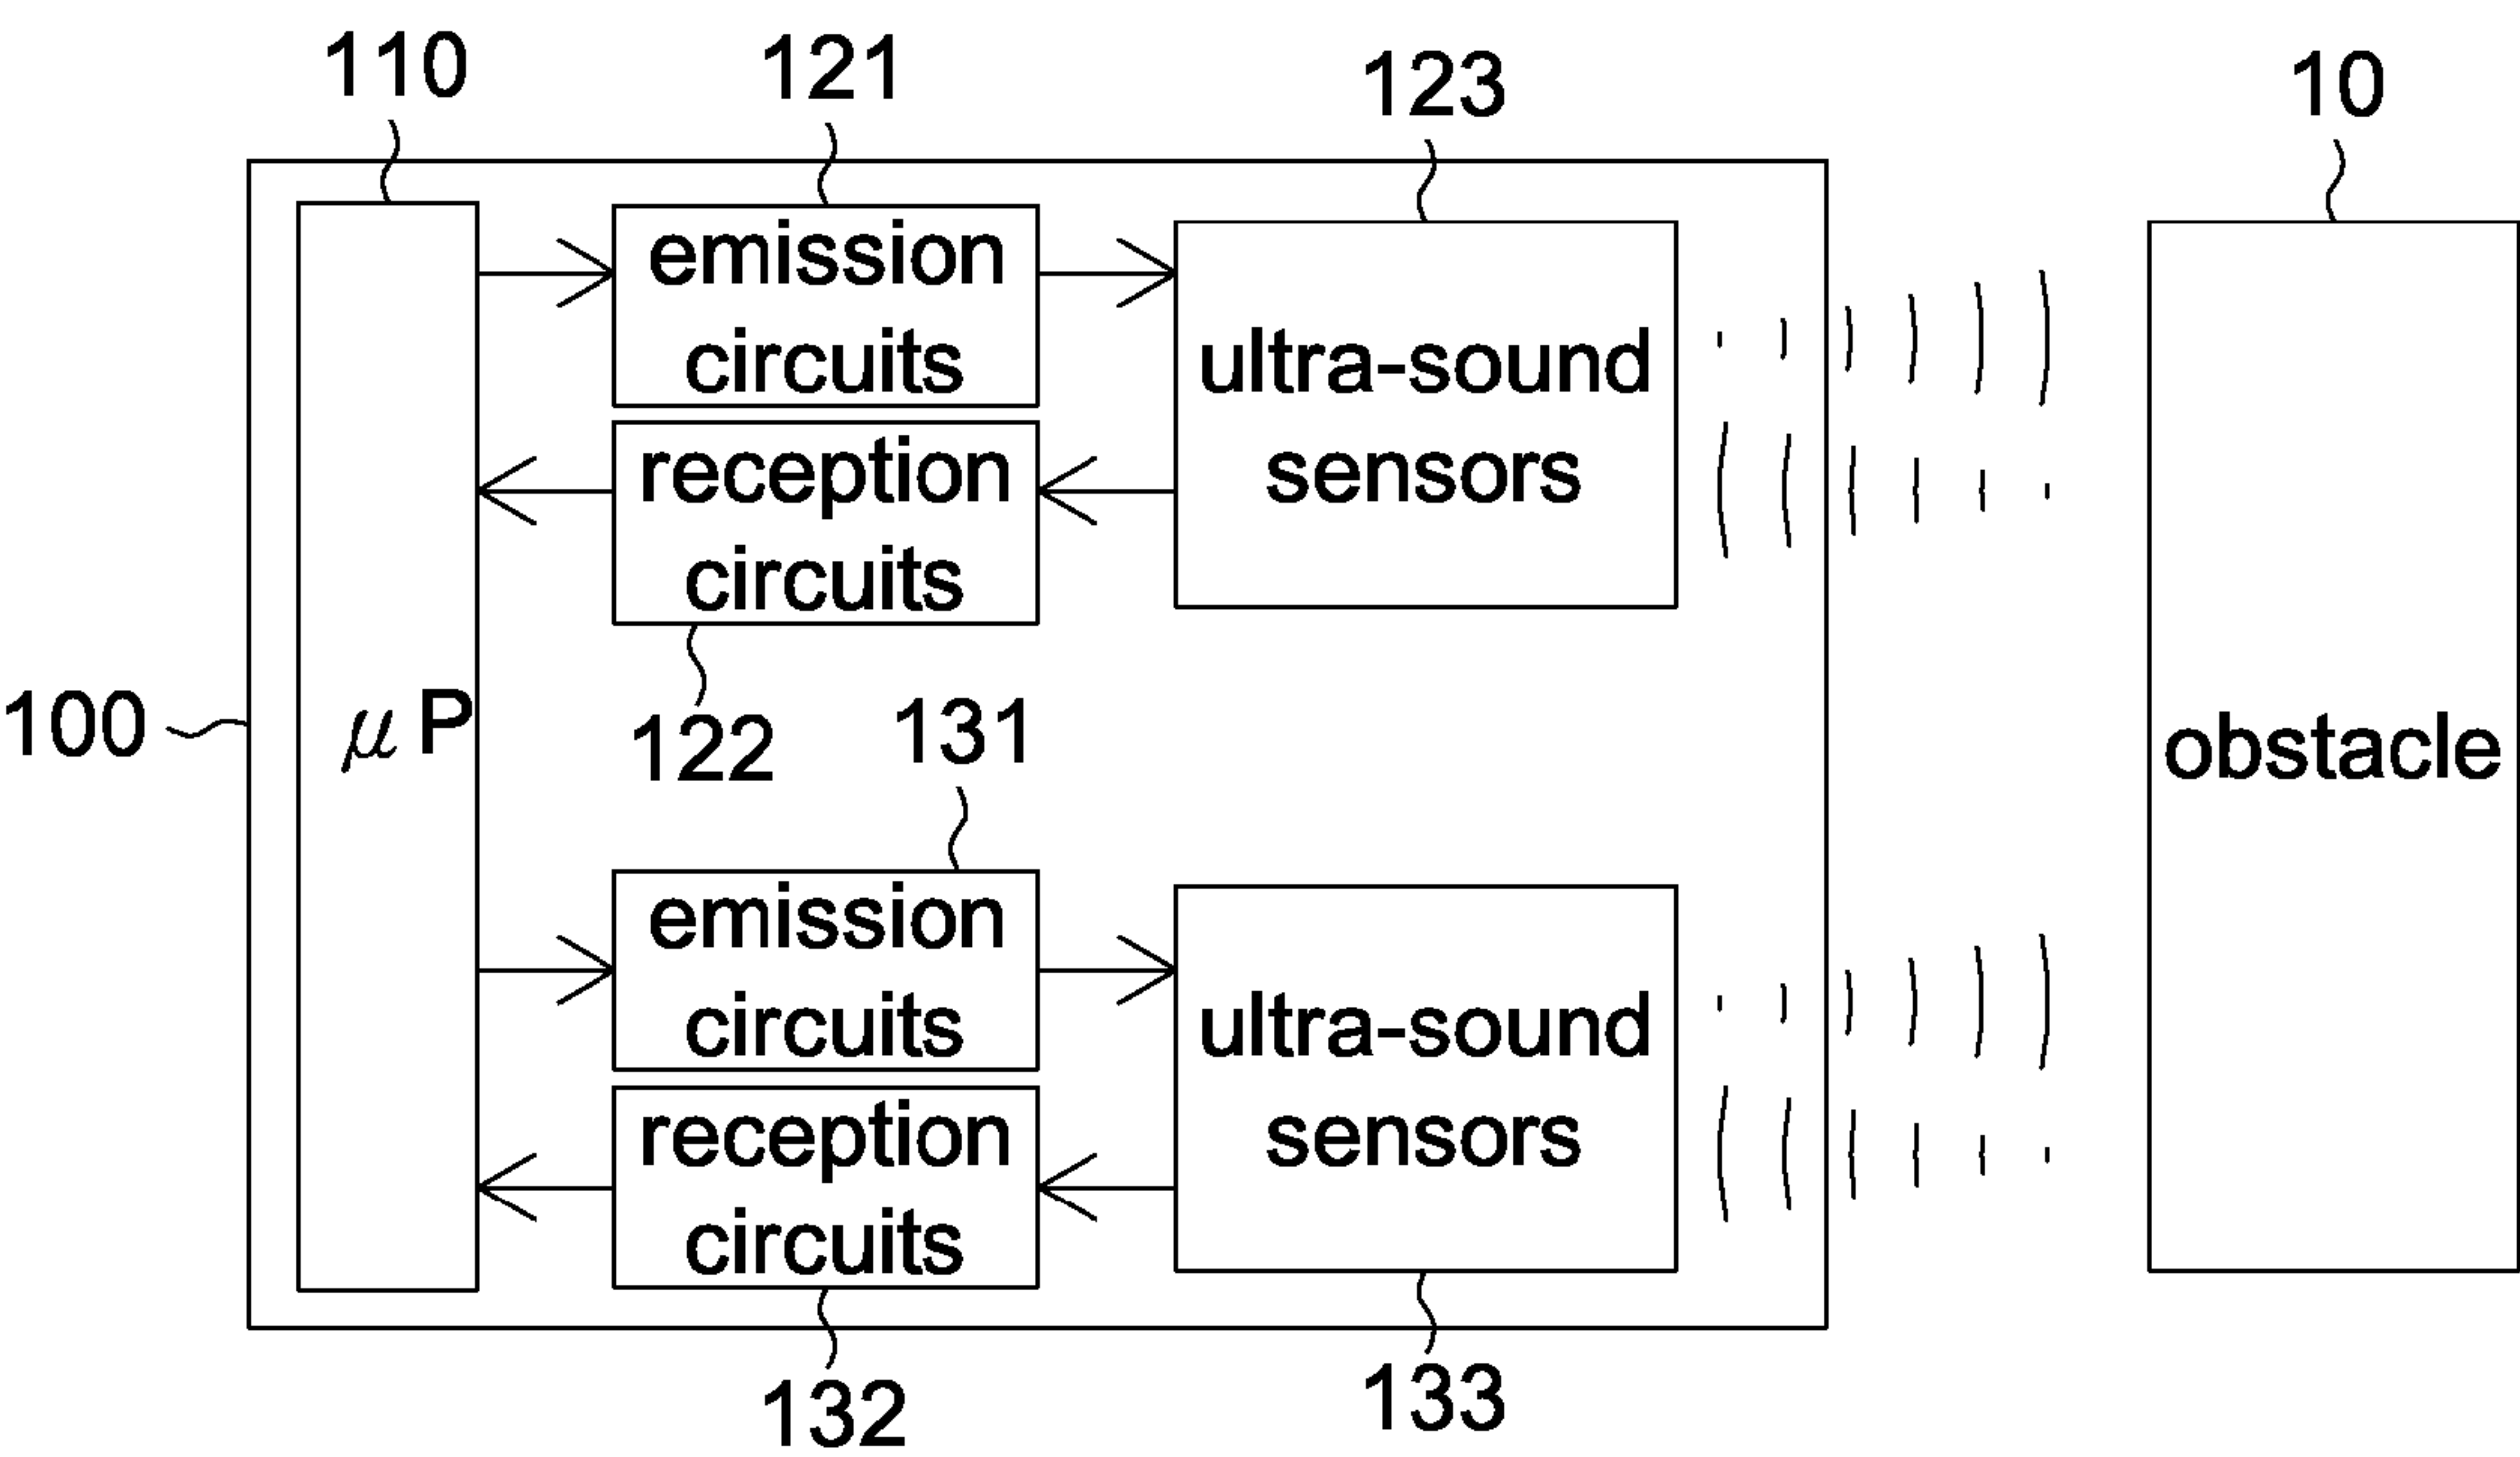 110
121
123
10
emission
circuits
ultra-sound
sensors
reception
circuits
122
131
100
μP
obstacle
emission
circuits
ultra-sound
sensors
reception
circuits
132
133